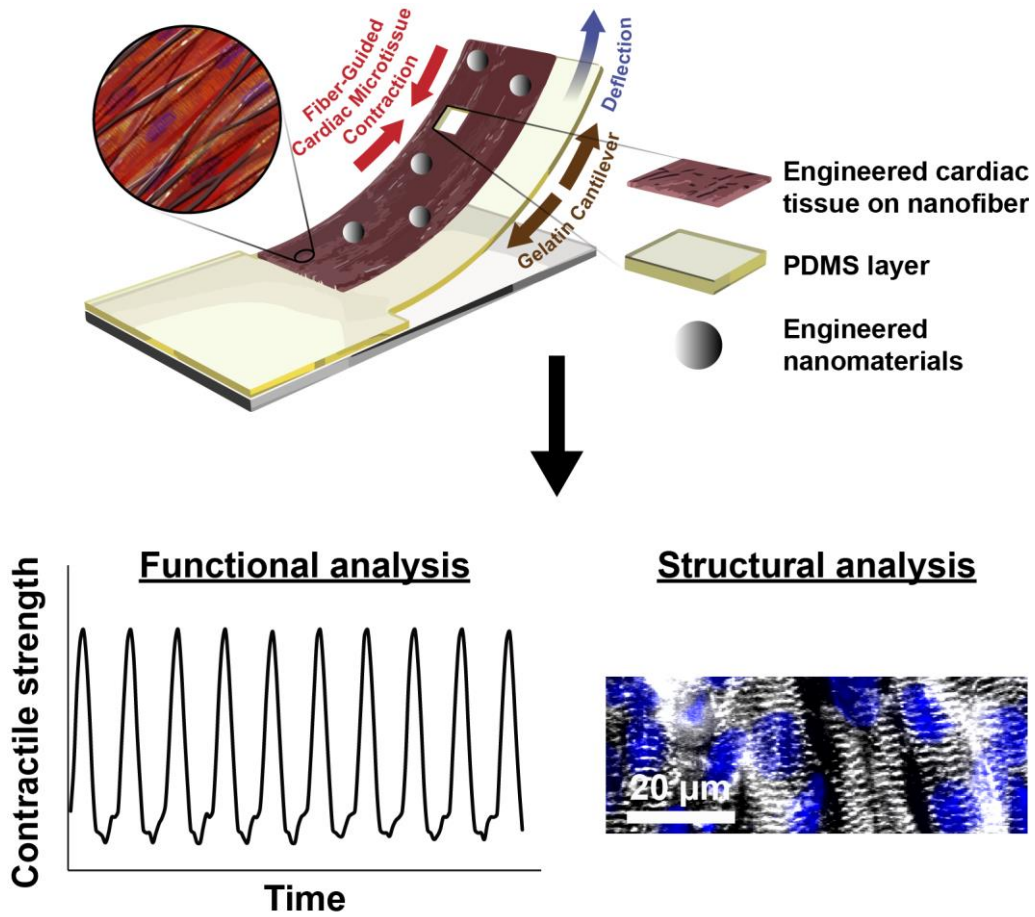 Fiber-Guided
Cardiac Microtissue
Contraction
Deflection
Gelatin Cantilever
Engineered cardiac
tissue on nanofiber
PDMS layer
Engineered
nanomaterials
Functional analysis
Structural analysis
Contractile strength
Time
20 µm